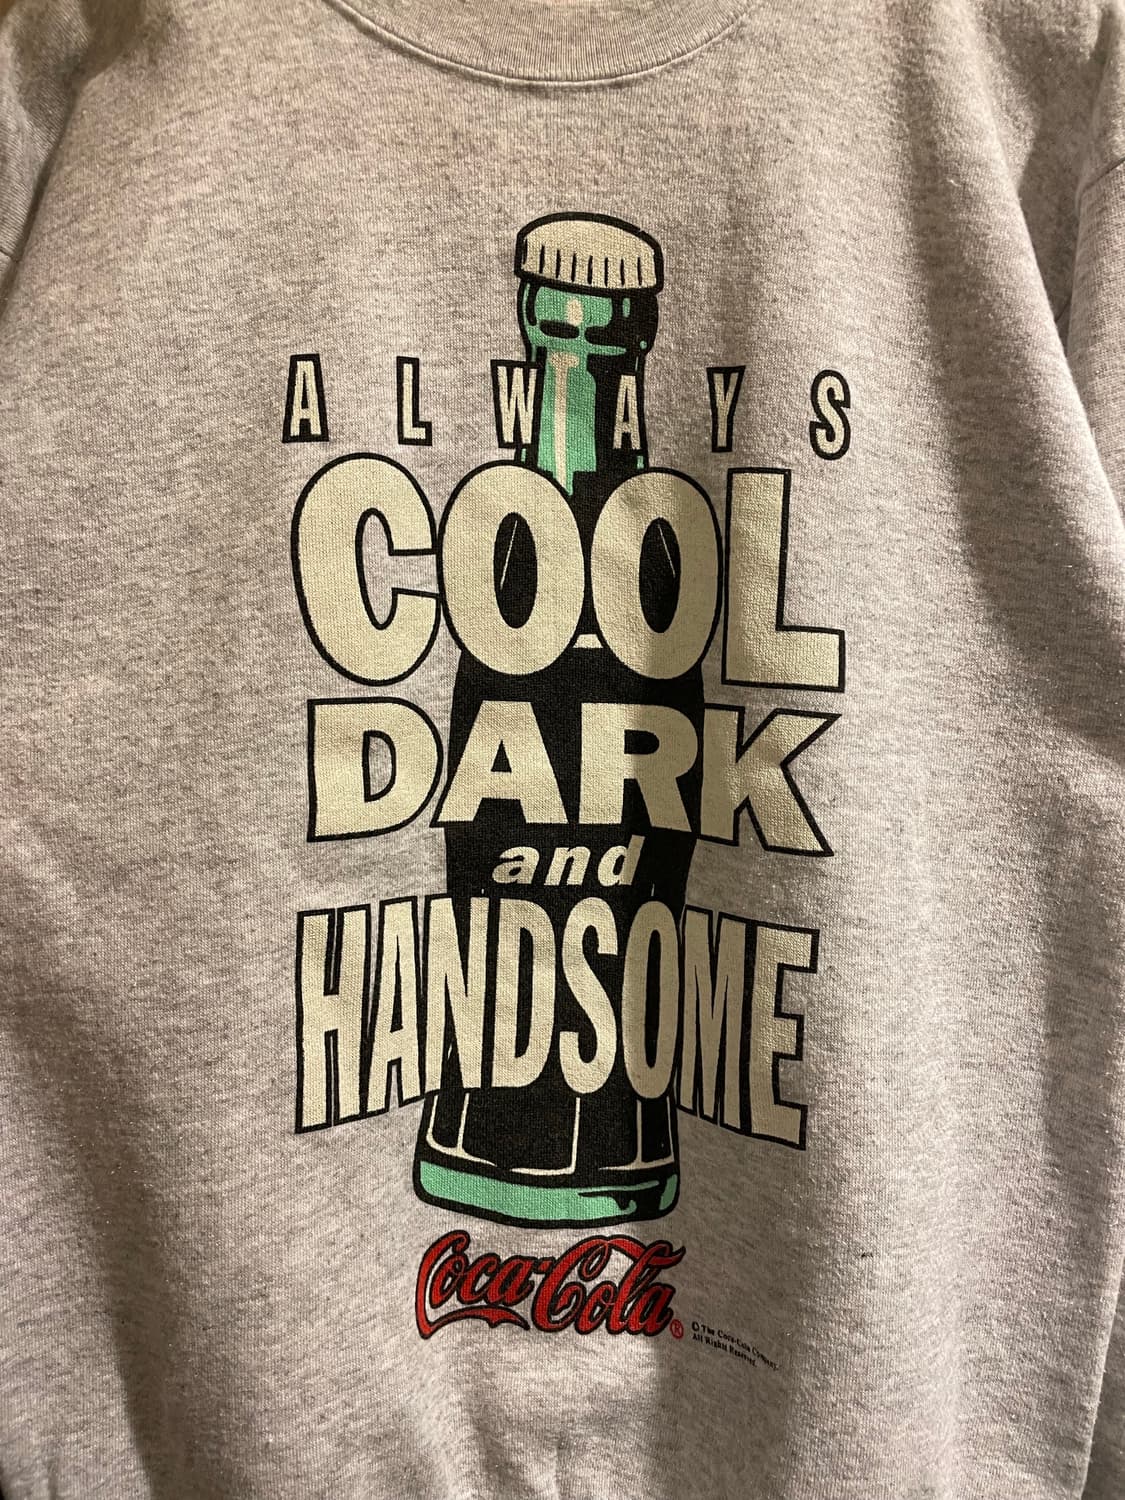 ALWAYS
COOL
DARK
and
HANDSOME
Coca-Cola®
© The Coca-Cola Company.
All Rights Reserved.